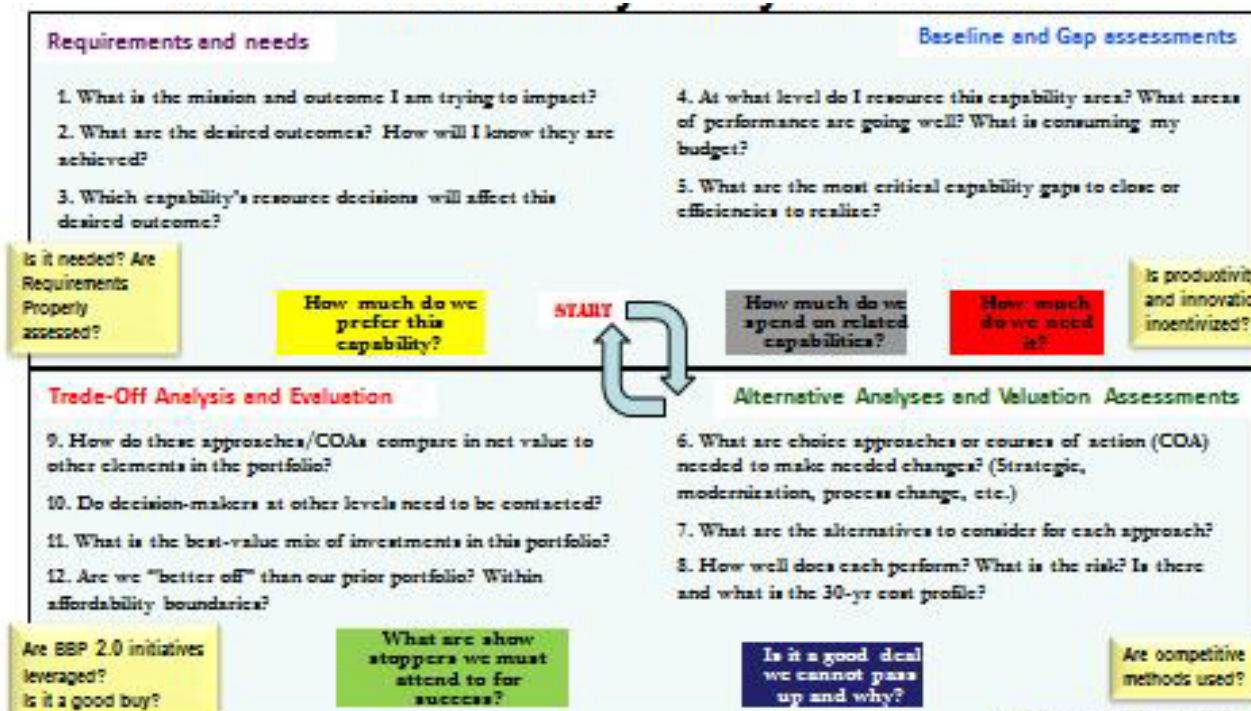 Requirements and needs
1. What is the mission and outcome I am trying to impact?
2. What are the desired outcomes? How will I know they are
achieved?
3. Which capability's resource decisions will affect this
desired outcome?
Is it needed? Are
Requirements
Properly
assessed?
How much do we
prefer this
capability?
START
Baseline and Gap assessments
4. At what level do I resource this capability area? What areas
of performance are going well? What is consuming my
budget?
5. What are the most critical capability gaps to close or
efficiencies to realize?
How much do we
spend on related
capabilities?
How much
do we need
it?
Is productivit
and innovatio
incentivized?
Alternative Analyses and Valuation Assessments
6. What are choice approaches or courses of action (COA)
needed to make needed changes? (Strategic,
modernization, process change, etc.)
7. What are the alternatives to consider for each approach?
8. How well does each perform? What is the risk? Is there
and what is the 30-yr cost profile?
Is it a good deal
we cannot pass
up and why?
Are competitive
methods used?
Trade-Off Analysis and Evaluation
9. How do these approaches/COAs compare in net value to
other elements in the portfolio?
10. Do decision-makers at other levels need to be contacted?
11. What is the best-value mix of investments in this portfolio?
12. Are we "better off" than our prior portfolio? Within
affordability boundaries?
Are BBP 2.0 initiatives
leveraged?
Is it a good buy?
What are show
stoppers we must
attend to for
success?